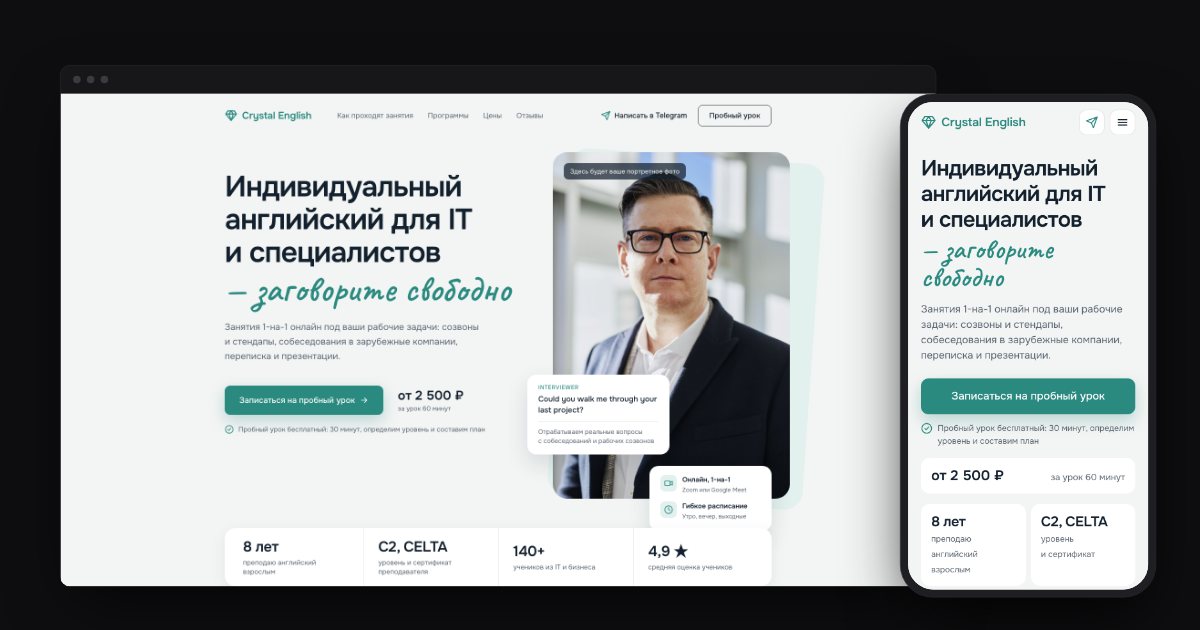 Crystal English
Как проходят занятия
Программы
Цены
Отзывы
Написать в Telegram
Пробный урок
Индивидуальный
английский для IT
и специалистов
— заговорите свободно
Занятия 1-на-1 онлайн под ваши рабочие задачи: созвоны
и стендапы, собеседования в зарубежные компании,
переписка и презентации.
Записаться на пробный урок →
от 2 500 ₽
за урок 60 минут
Пробный урок бесплатный: 30 минут, определим уровень и составим план
Здесь будет ваше портретное фото
INTERVIEWER
Could you walk me through your
last project?
Отрабатываем реальные вопросы
с собеседований и рабочих созвонов
Онлайн, 1-на-1
Zoom или Google Meet
Гибкое расписание
Утро, вечер, выходные
8 лет
преподаю английский
взрослым
C2, CELTA
уровень и сертификат
преподавателя
140+
учеников из IT и бизнеса
4,9 ★
средняя оценка учеников
Crystal English
Индивидуальный
английский для IT
и специалистов
— заговорите
свободно
Занятия 1-на-1 онлайн под ваши рабочие
задачи: созвоны и стендапы,
собеседования в зарубежные компании,
переписка и презентации.
Записаться на пробный урок
Пробный урок бесплатный: 30 минут, определим
уровень и составим план
от 2 500 ₽
за урок 60 минут
8 лет
преподаю
английский
взрослым
C2, CELTA
уровень
и сертификат